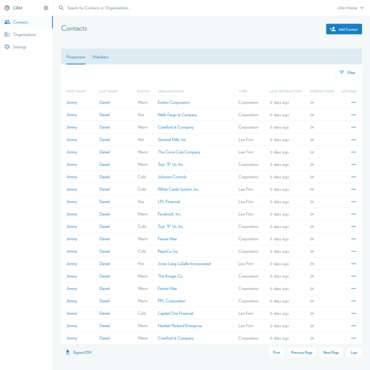 CRM
Search for Contact or Organizations...
Contacts
Organizations
Settings
Contacts
Add Contact
Prospective
Members
Filter
FIRST NAME LAST NAME STATUS ORGANIZATION TYPE LAST INTERACTION INTERACTIONS ACTIONS
Jimmy Daniel Warm Exelon Corporation Corporation 6 days ago 24
Jimmy Daniel Hot Wells Fargo & Company Corporation 6 days ago 24
Jimmy Daniel Warm Crawford & Company Corporation 6 days ago 24
Jimmy Daniel Hot General Mills, Inc. Law Firm 6 days ago 24
Jimmy Daniel Warm The Coca-Cola Company Law Firm 6 days ago 24
Jimmy Daniel Warm Toys "R" Us, Inc. Corporation 6 days ago 24
Jimmy Daniel Cold Johnson Controls Corporation 6 days ago 24
Jimmy Daniel Cold White Castle System, Inc. Corporation 6 days ago 24
Jimmy Daniel Hot LPL Financial Law Firm 6 days ago 24
Jimmy Daniel Warm Facebook, Inc. Corporation 6 days ago 24
Jimmy Daniel Cold Toys "R" Us, Inc. Corporation 6 days ago 24
Jimmy Daniel Warm Fannie Mae Corporation 6 days ago 24
Jimmy Daniel Cold PepsiCo, Inc. Corporation 6 days ago 24
Jimmy Daniel Hot Jones Lang LaSalle Incorporated Law Firm 6 days ago 24
Jimmy Daniel Warm The Kroger Co. Corporation 6 days ago 24
Jimmy Daniel Warm Fannie Mae Corporation 6 days ago 24
Jimmy Daniel Warm PPL Corporation Corporation 6 days ago 24
Jimmy Daniel Cold Capital One Financial Law Firm 6 days ago 24
Jimmy Daniel Warm Hewlett Packard Enterprise Corporation 6 days ago 24
Jimmy Daniel Cold Crawford & Company Corporation 6 days ago 24
Export CSV
First
Previous Page
Next Page
Last